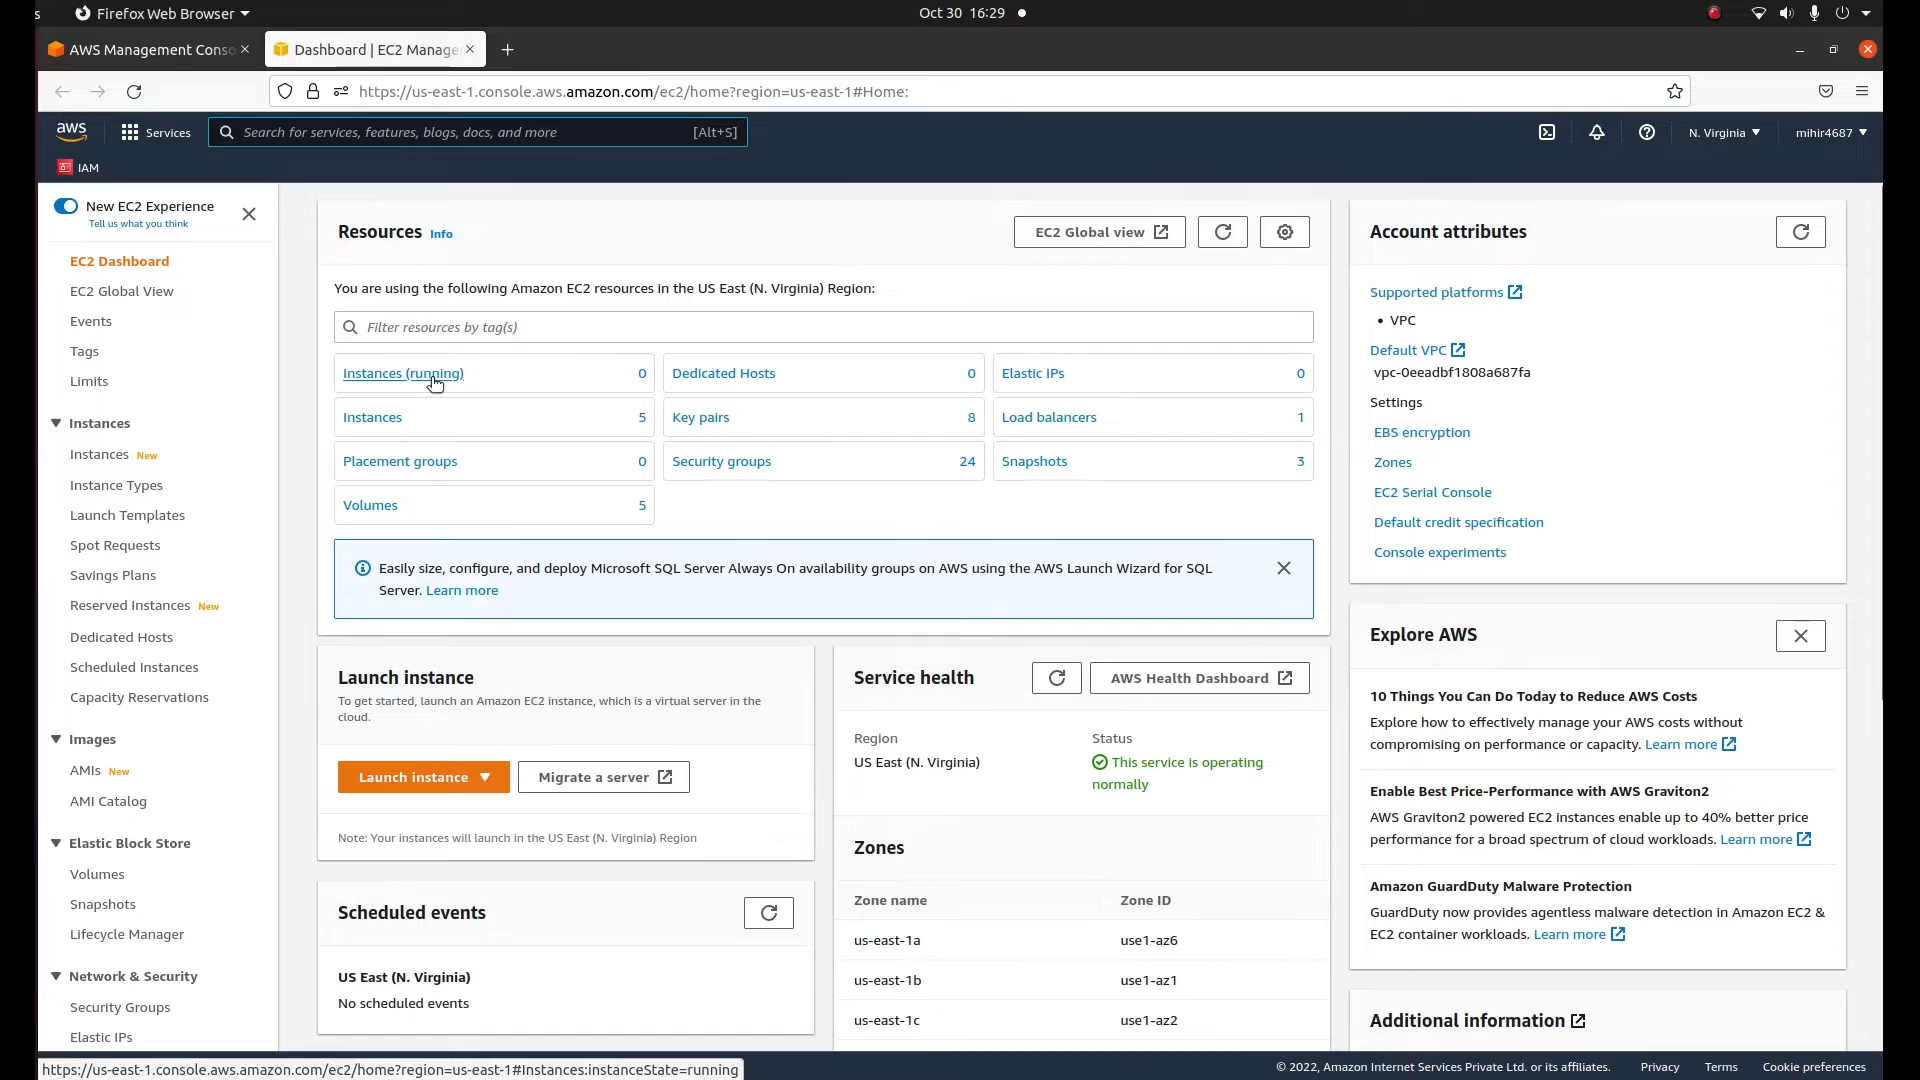 s
Firefox Web Browser
Oct 30 16:29
AWS Management Conso
Dashboard | EC2 Manage
https://us-east-1.console.aws.amazon.com/ec2/home?region=us-east-1#Home:
aws
Services
Search for services, features, blogs, docs, and more
[Alt+S]
N. Virginia
mihir4687
IAM
New EC2 Experience
Tell us what you think
EC2 Dashboard
EC2 Global View
Events
Tags
Limits
Instances
Instances New
Instance Types
Launch Templates
Spot Requests
Savings Plans
Reserved Instances New
Dedicated Hosts
Scheduled Instances
Capacity Reservations
Images
AMIs New
AMI Catalog
Elastic Block Store
Volumes
Snapshots
Lifecycle Manager
Network & Security
Security Groups
Elastic IPs
Resources Info
EC2 Global view
You are using the following Amazon EC2 resources in the US East (N. Virginia) Region:
Filter resources by tag(s)
Instances (running) 0
Dedicated Hosts 0
Elastic IPs 0
Instances 5
Key pairs 8
Load balancers 1
Placement groups 0
Security groups 24
Snapshots 3
Volumes 5
Easily size, configure, and deploy Microsoft SQL Server Always On availability groups on AWS using the AWS Launch Wizard for SQL
Server. Learn more
Launch instance
To get started, launch an Amazon EC2 instance, which is a virtual server in the
cloud.
Launch instance
Migrate a server
Note: Your instances will launch in the US East (N. Virginia) Region
Scheduled events
US East (N. Virginia)
No scheduled events
Service health
AWS Health Dashboard
Region
US East (N. Virginia)
Status
This service is operating
normally
Zones
Zone name Zone ID
us-east-1a use1-az6
us-east-1b use1-az1
us-east-1c use1-az2
Account attributes
Supported platforms
• VPC
Default VPC
vpc-0eeadbf1808a687fa
Settings
EBS encryption
Zones
EC2 Serial Console
Default credit specification
Console experiments
Explore AWS
10 Things You Can Do Today to Reduce AWS Costs
Explore how to effectively manage your AWS costs without
compromising on performance or capacity. Learn more
Enable Best Price-Performance with AWS Graviton2
AWS Graviton2 powered EC2 instances enable up to 40% better price
performance for a broad spectrum of cloud workloads. Learn more
Amazon GuardDuty Malware Protection
GuardDuty now provides agentless malware detection in Amazon EC2 &
EC2 container workloads. Learn more
Additional information
https://us-east-1.console.aws.amazon.com/ec2/home?region=us-east-1#Instances:instanceState=running
© 2022, Amazon Internet Services Private Ltd. or its affiliates.
Privacy
Terms
Cookie preferences